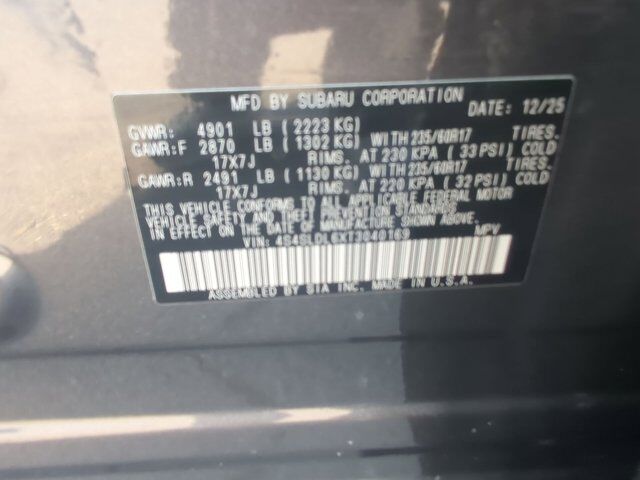 MFD BY SUBARU CORPORATION DATE: 12/25
GVWR: 4901 LB (2223 KG)
GAWR:F 2870 LB (1302 KG) WITH 235/60R17 TIRES.
17X7J RIMS. AT 230 KPA (33 PSI) COLD
GAWR:R 2491 LB (1130 KG) WITH 235/60R17 TIRES.
17X7J RIMS. AT 220 KPA (32 PSI) COLD
THIS VEHICLE CONFORMS TO ALL APPLICABLE FEDERAL MOTOR
VEHICLE SAFETY AND THEFT PREVENTION STANDARDS
IN EFFECT ON THE DATE OF MANUFACTURE SHOWN ABOVE.
VIN: MPV
ASSEMBLED BY SIA INC. MADE IN U.S.A.